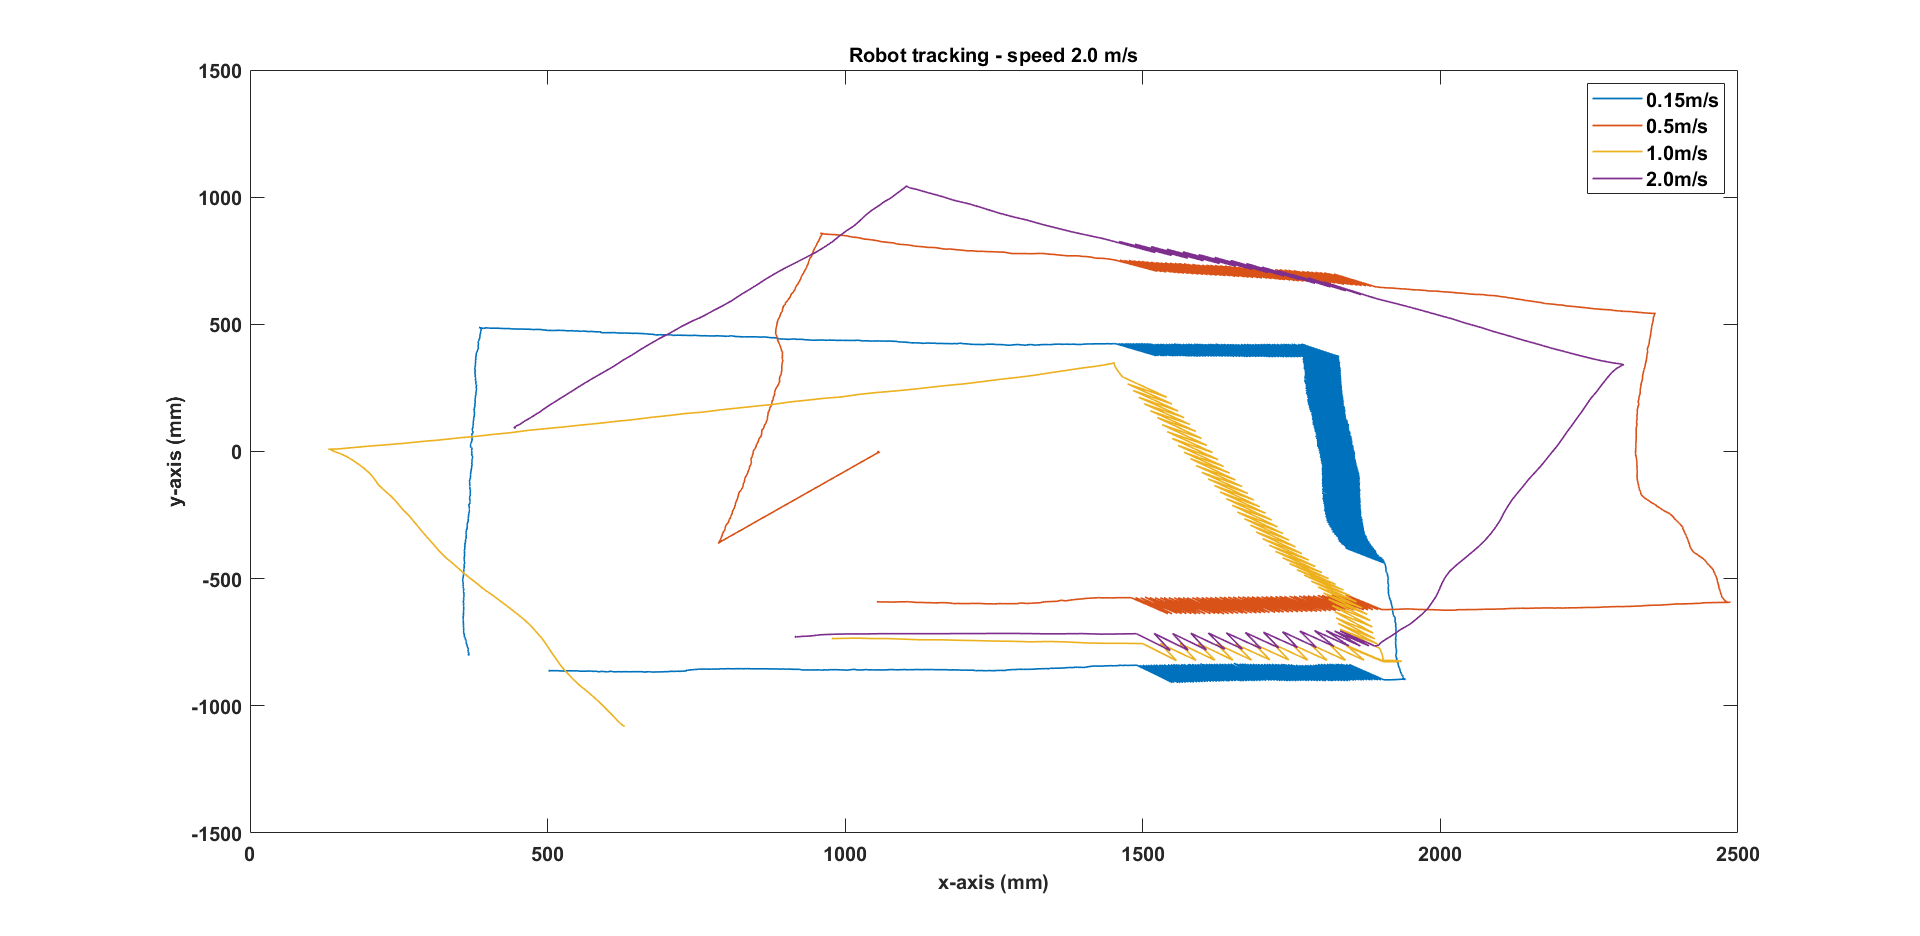 Robot tracking - speed 2.0 m/s
0.15m/s
0.5m/s
1.0m/s
2.0m/s
y-axis (mm)
1500
1000
500
0
-500
-1000
-1500
0 500 1000 1500 2000 2500
x-axis (mm)